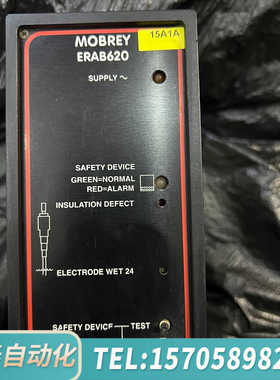 MOBREY
ERAB620
15A1A
SUPPLY ~
SAFETY DEVICE
GREEN=NORMAL
RED=ALARM
INSULATION DEFECT
ELECTRODE WET 24
SAFETY DEVICE TEST
自动化
TEL:157058982